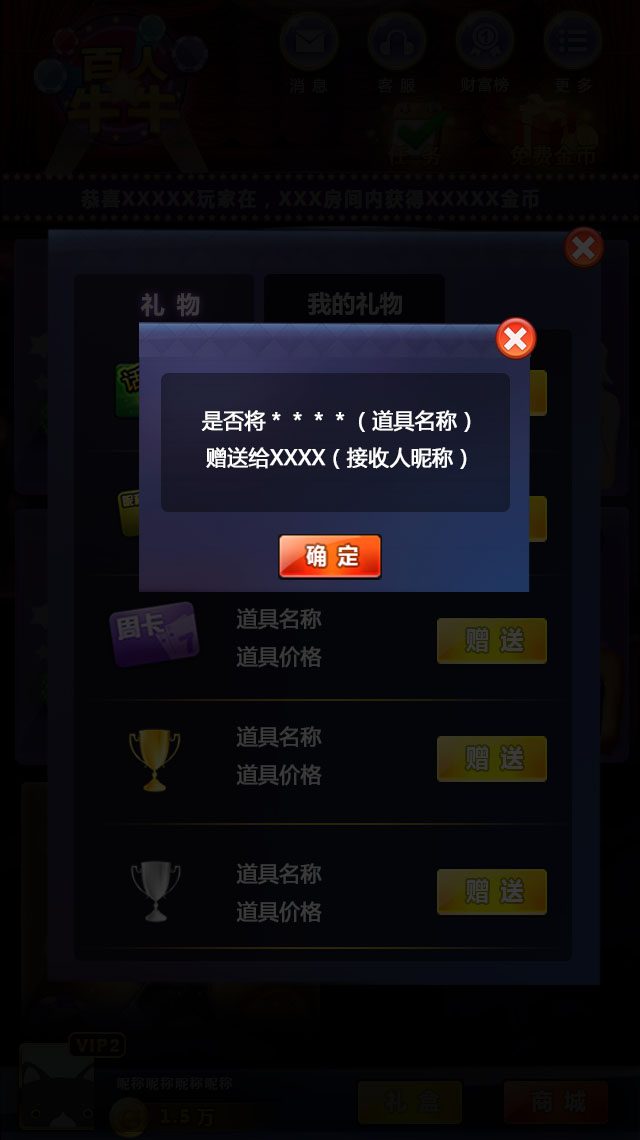 百人
牛牛
消息
客服
财富榜
更多
任务
免费金币
恭喜XXXXX玩家在，XXX房间内获得XXXXX金币
礼物
我的礼物
话
是否将＊＊＊＊（道具名称）
赠送给XXXX（接收人昵称）
昵称
确定
周卡
道具名称
道具价格
赠送
道具名称
道具价格
赠送
道具名称
道具价格
赠送
VIP2
昵称昵称昵称昵称
1.5万
礼盒
商城